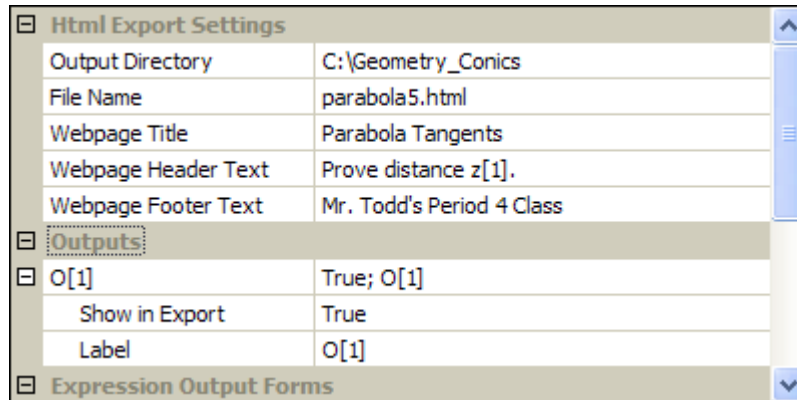 Html Export Settings
Output Directory C:\Geometry_Conics
File Name parabola5.html
Webpage Title Parabola Tangents
Webpage Header Text Prove distance z[1].
Webpage Footer Text Mr. Todd's Period 4 Class
Outputs
O[1] True; O[1]
Show in Export True
Label O[1]
Expression Output Forms